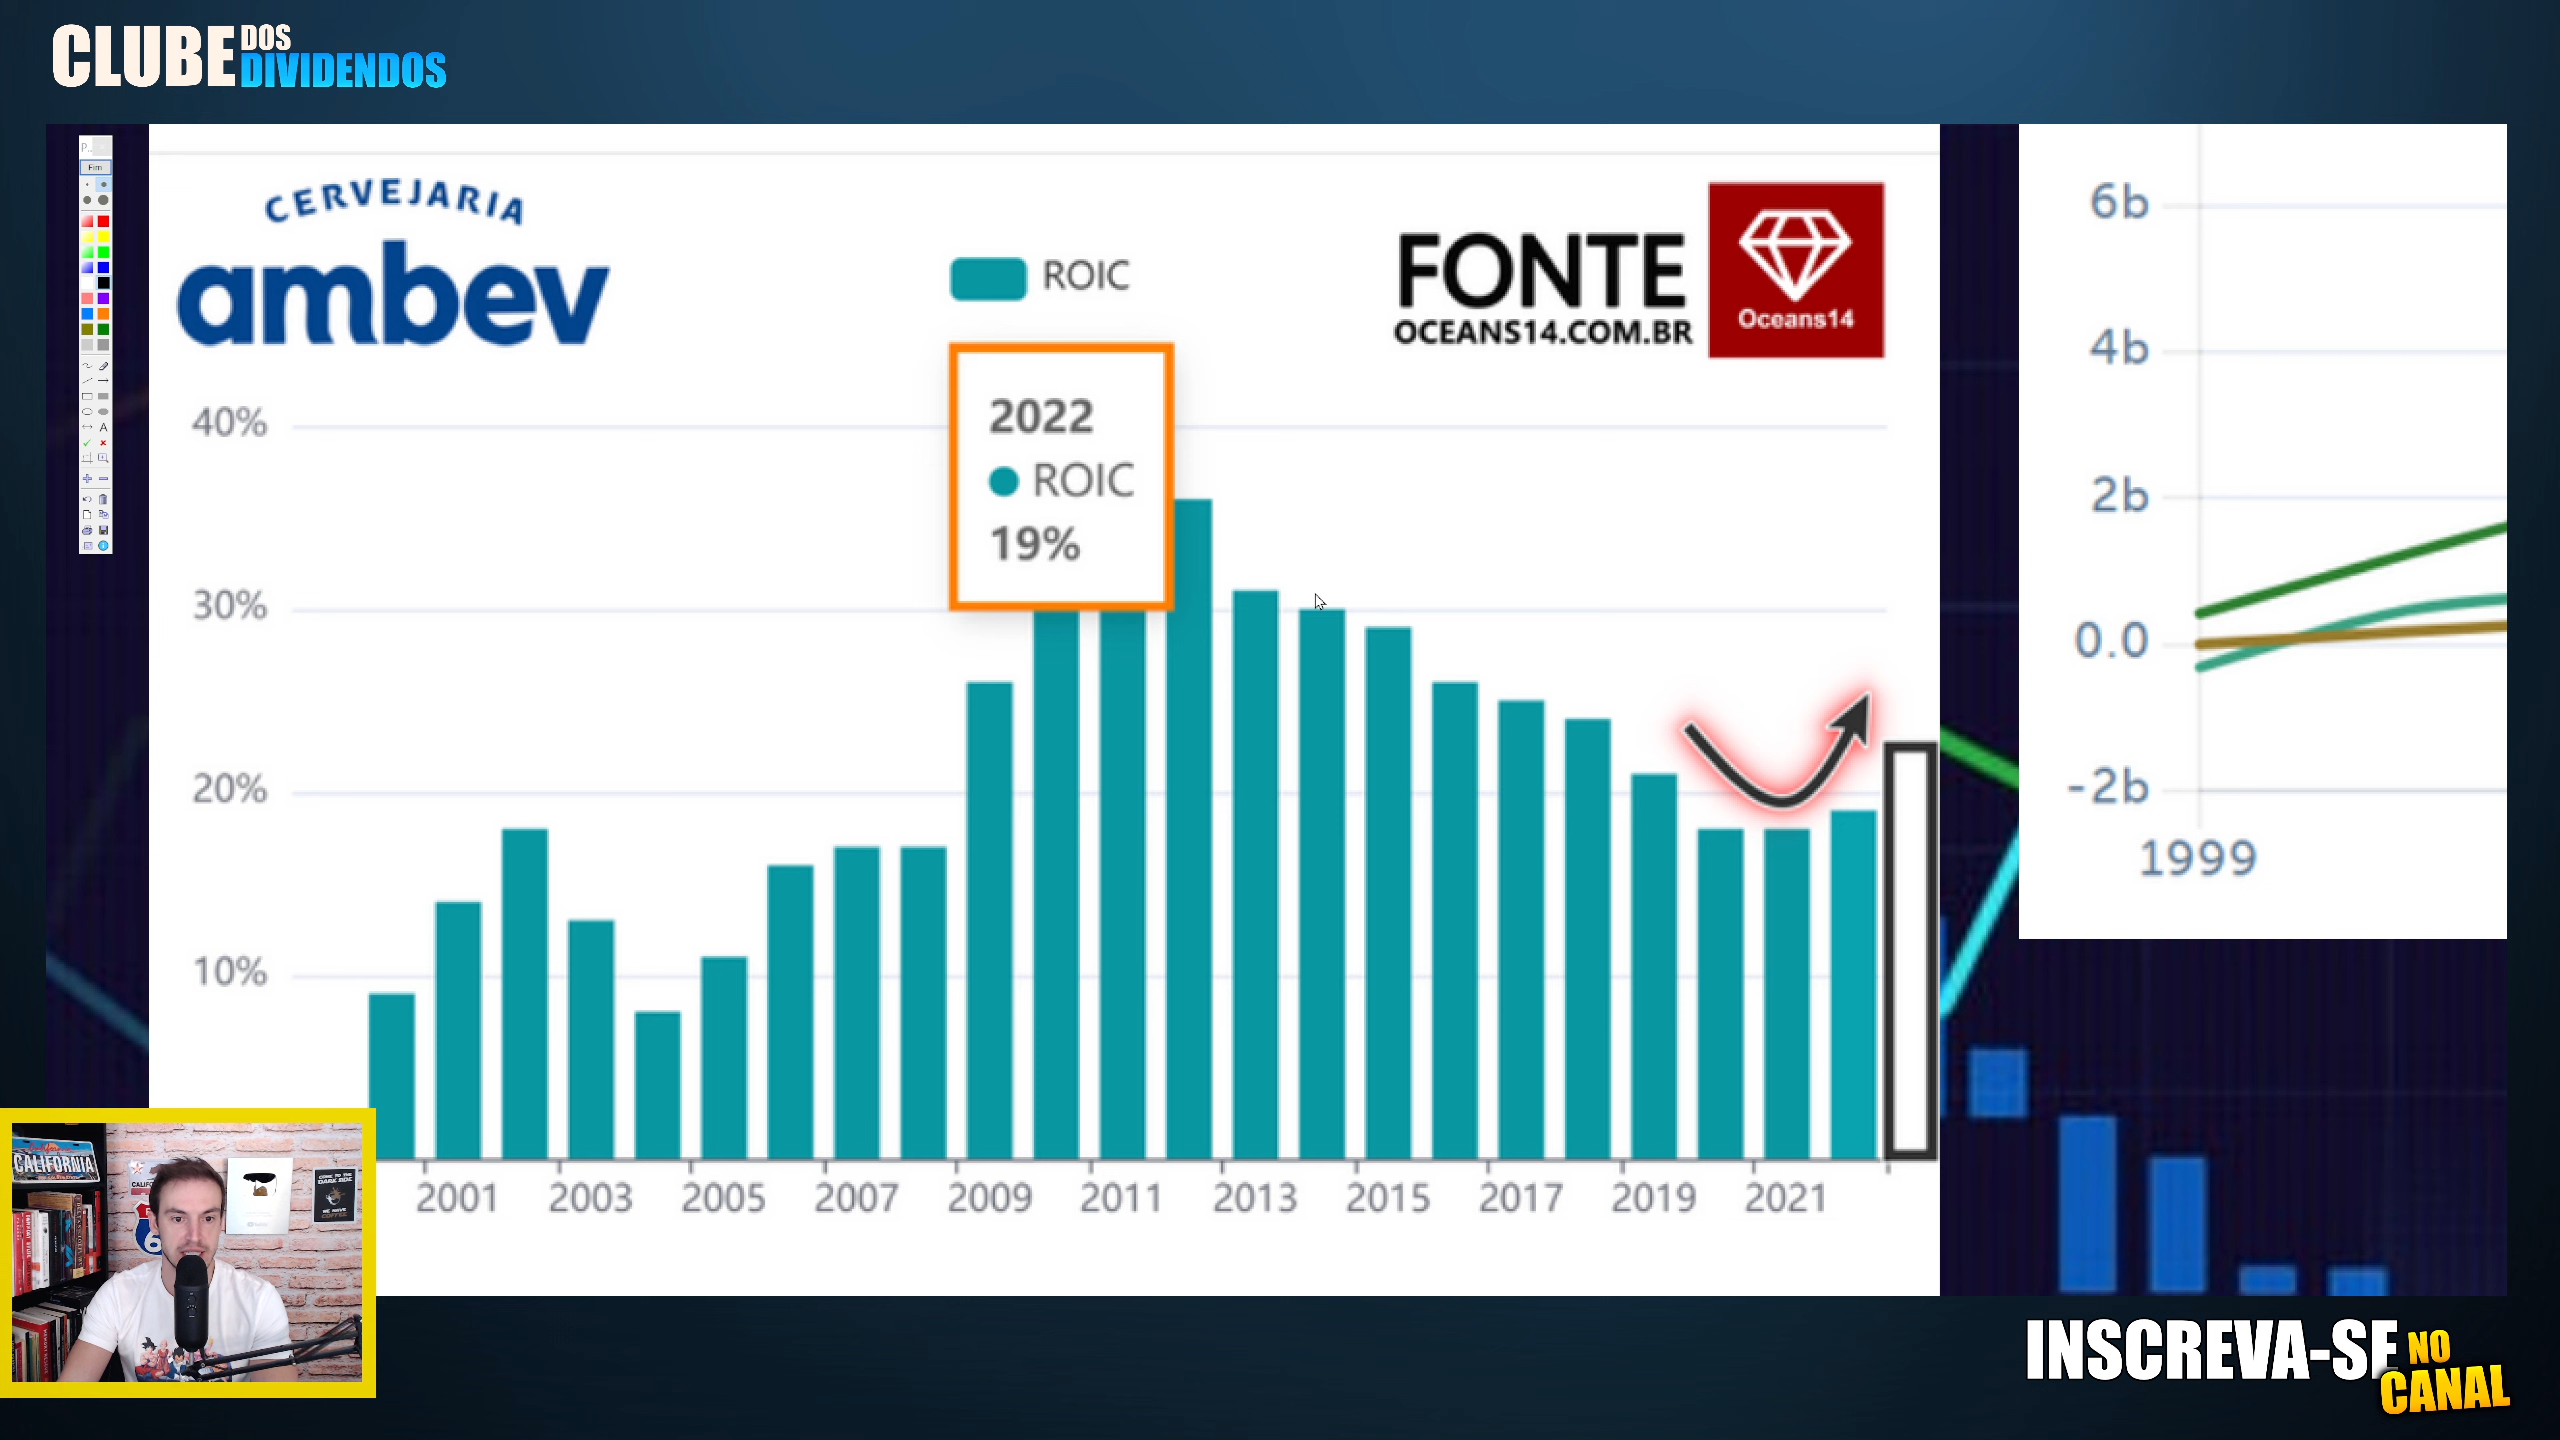 CLUBE DOS
DIVIDENDOS
P..
Fim
A
CERVEJARIA
ambev
ROIC
FONTE
OCEANS14.COM.BR
Oceans14
2022
ROIC
19%
40%
30%
20%
10%
2001 2003 2005 2007 2009 2011 2013 2015 2017 2019 2021
6b
4b
2b
0.0
-2b
1999
CALIFORNIA
INSCREVA-SE NO
CANAL